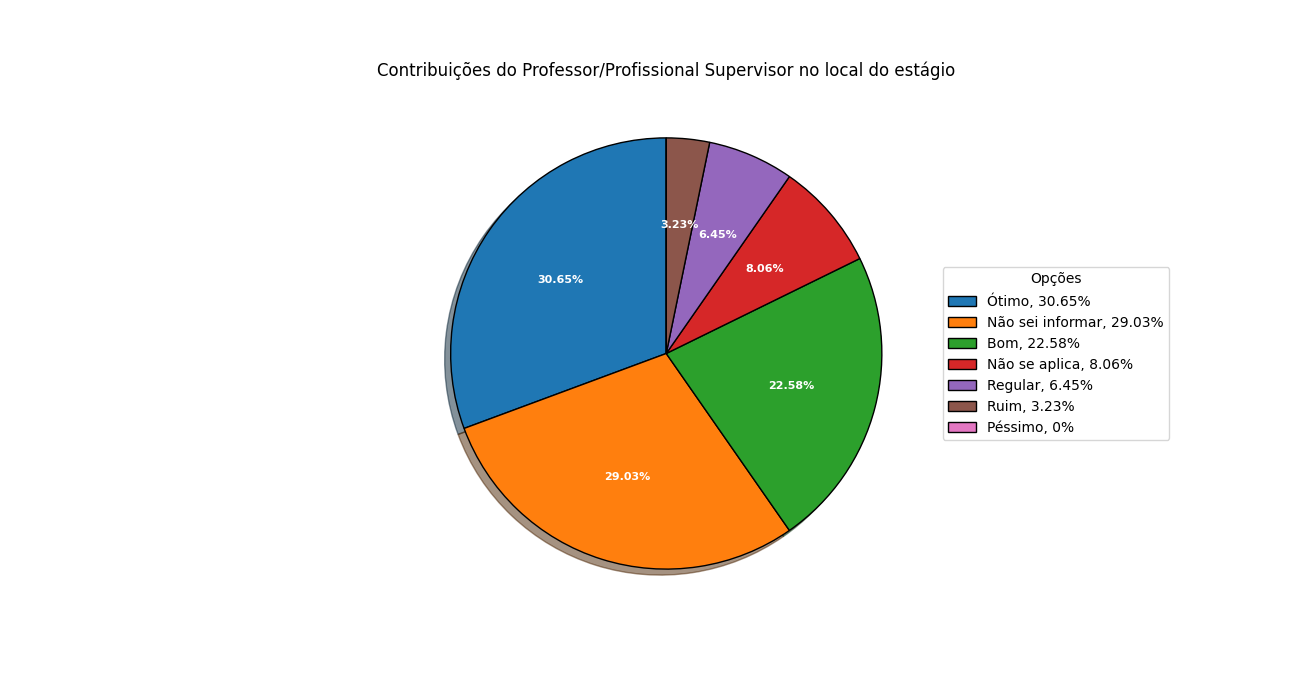 Contribuições do Professor/Profissional Supervisor no local do estágio
3.23%
6.45%
8.06%
30.65%
22.58%
29.03%
Opções
Ótimo, 30.65%
Não sei informar, 29.03%
Bom, 22.58%
Não se aplica, 8.06%
Regular, 6.45%
Ruim, 3.23%
Péssimo, 0%